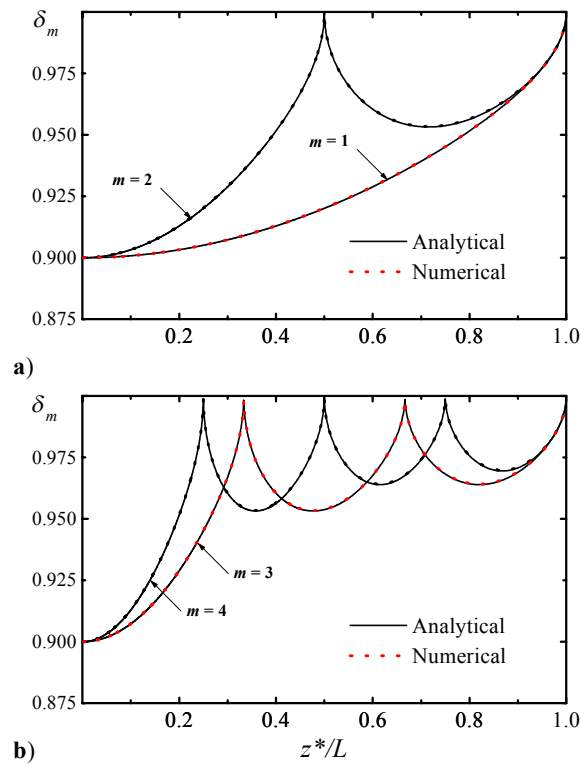 δm
0.975
0.950
m = 1
0.925
m = 2
0.900
Analytical
Numerical
0.875
0.2 0.4 0.6 0.8 1.0
a)
δm
0.975
0.950
0.925
m = 3
m = 4
0.900
Analytical
Numerical
0.875
0.2 0.4 0.6 0.8 1.0
b)
z*/L